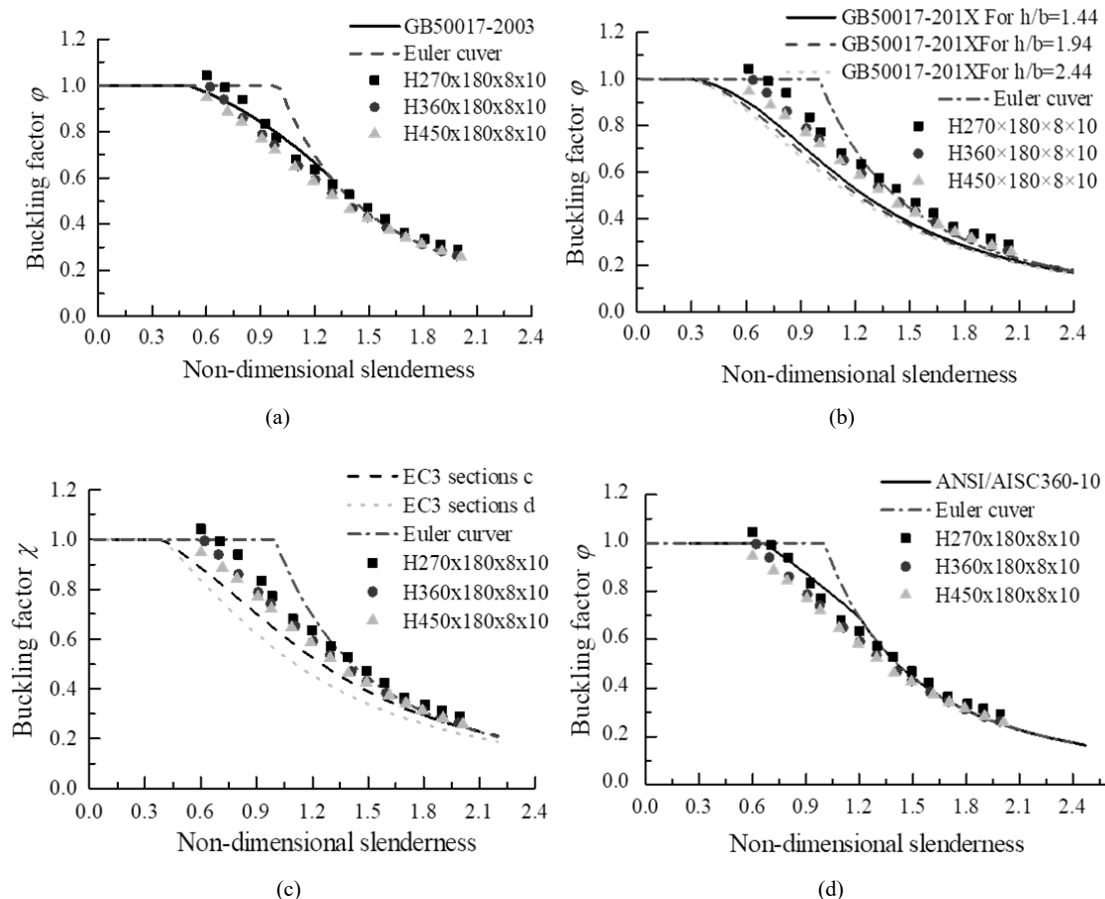 GB50017-2003
Euler cuver
H270x180x8x10
H360x180x8x10
H450x180x8x10
1.2
1.0
0.8
0.6
0.4
0.2
0.0
Buckling factor φ
0.0 0.3 0.6 0.9 1.2 1.5 1.8 2.1 2.4
Non-dimensional slenderness
(a)
GB50017-201X For h/b=1.44
GB50017-201XFor h/b=1.94
GB50017-201XFor h/b=2.44
Euler cuver
H270×180×8×10
H360×180×8×10
H450×180×8×10
1.2
1.0
0.8
0.6
0.4
0.2
0.0
Buckling factor φ
0.0 0.3 0.6 0.9 1.2 1.5 1.8 2.1 2.4
Non-dimensional slenderness
(b)
EC3 sections c
EC3 sections d
Euler curver
H270x180x8x10
H360x180x8x10
H450x180x8x10
1.2
1.0
0.8
0.6
0.4
0.2
0.0
Buckling factor χ
0.0 0.3 0.6 0.9 1.2 1.5 1.8 2.1 2.4
Non-dimensional slenderness
(c)
ANSI/AISC360-10
Euler cuver
H270x180x8x10
H360x180x8x10
H450x180x8x10
1.2
1.0
0.8
0.6
0.4
0.2
0.0
Buckling factor φ
0.0 0.3 0.6 0.9 1.2 1.5 1.8 2.1 2.4
Non-dimensional slenderness
(d)